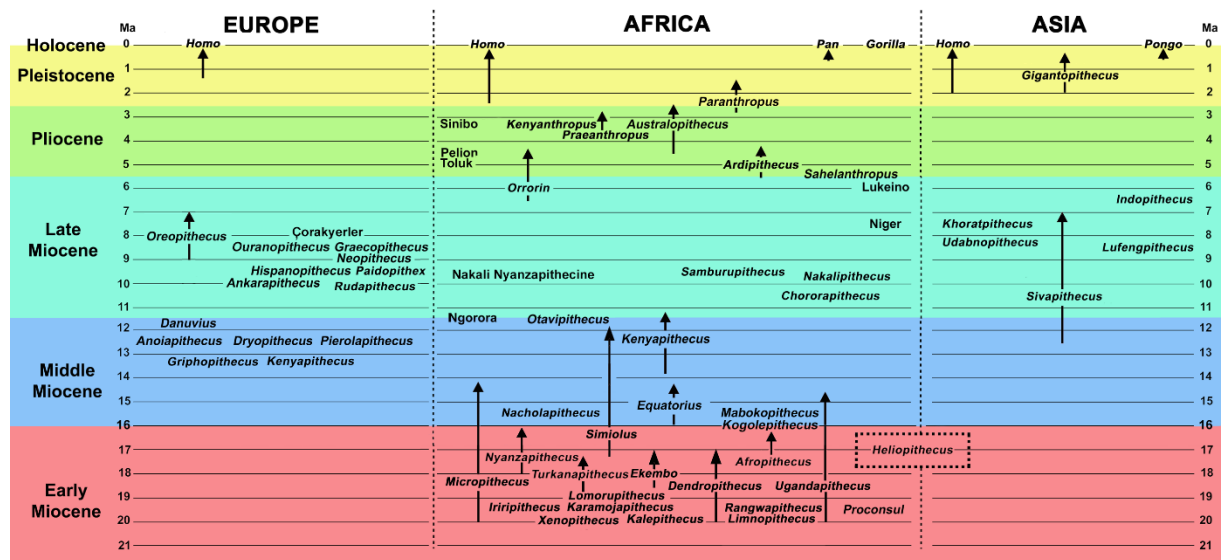 EUROPE AFRICA ASIA
Ma Ma
Holocene 0 Homo Homo Pan Gorilla Homo Pongo 0
Pleistocene 1 Gigantopithecus 1
2 Paranthropus 2
3 Sinibo Kenyanthropus Australopithecus 3
Praeanthropus
Pliocene 4 4
Pelion
5 Toluk Ardipithecus 5
Sahelanthropus
6 Orrorin Lukeino 6
Indopithecus
7 7
Late Miocene
Çorakyerler Niger Khoratpithecus
8 Oreopithecus 8
Ouranopithecus Graecopithecus Udabnopithecus Lufengpithecus
9 Neopithecus 9
Hispanopithecus Paidopithex Nakali Nyanzapithecine Samburupithecus Nakalipithecus
10 Ankarapithecus Rudapithecus 10
Chororapithecus Sivapithecus
11 11
Ngorora Otavipithecus
12 Danuvius 12
Anoiapithecus Dryopithecus Pierolapithecus Kenyapithecus
13 13
Griphopithecus Kenyapithecus
Middle Miocene
14 14
15 Equatorius 15
Nacholapithecus Mabokopithecus
16 Kogolepithecus 16
Simiolus
17 Nyanzapithecus Afropithecus Heliopithecus 17
18 Turkanapithecus Ekembo 18
Micropithecus Dendropithecus Ugandapithecus
Early Miocene
19 Lomorupithecus 19
Iriripithecus Karamojapithecus Rangwapithecus Proconsul
20 Xenopithecus Kalepithecus Limnopithecus 20
21 21